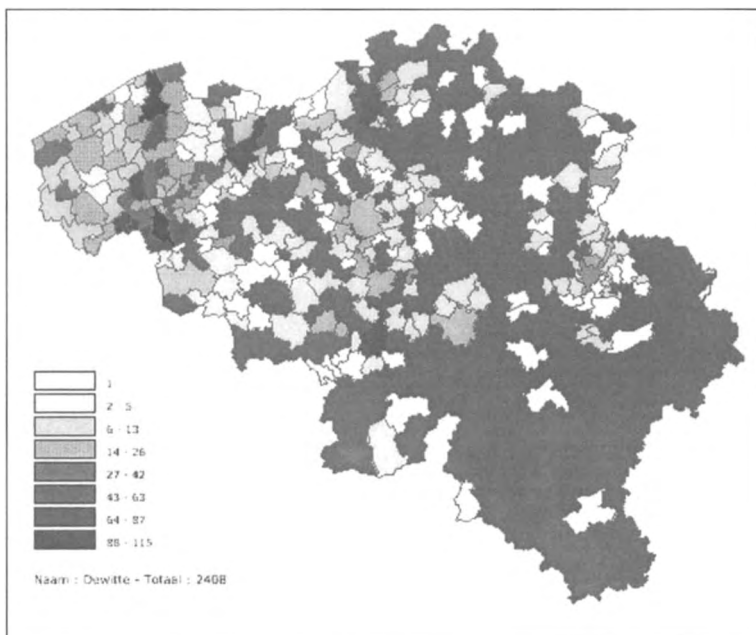 1
2 - 5
6 - 13
14 - 26
27 - 42
43 - 63
64 - 87
88 - 115
Naam : Dewitte - Totaal : 2408